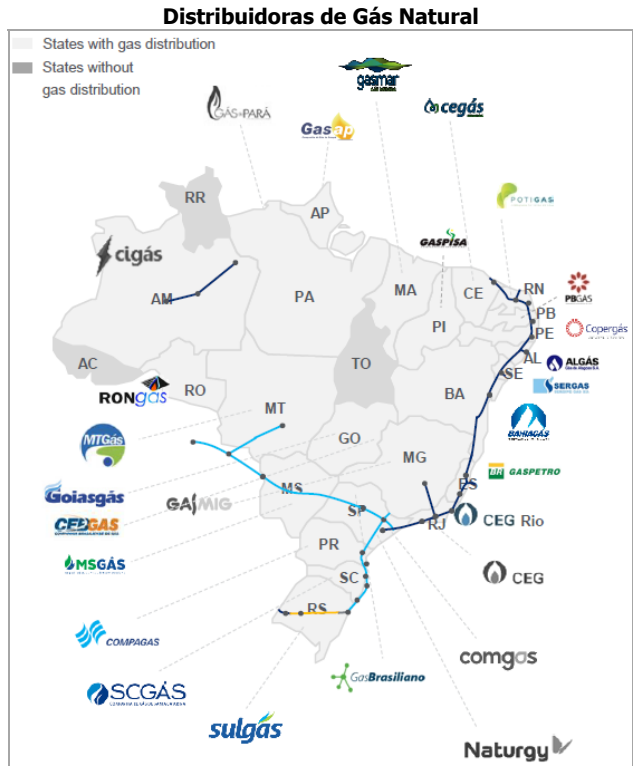 Distribuidoras de Gás Natural
States with gas distribution
States without
gas distribution
gasmar
cegás
GÁS PARÁ
Gasap
POTIGÁS
RR
AP
GASPISA
cigás
PBGÁS
AM
PA
MA
CE
RN
PB
PI
PE
Copergás
AC
TO
AL
ALGÁS
SE
SERGAS
RO
RONgás
BA
MT
BAHIAGÁS
MTGás
GO
MG
BR GASPETRO
Goiasgás
MS
ES
GASMIG
CEBGAS
SP
RJ
CEG Rio
MSGÁS
PR
CEG
SC
RS
COMPAGAS
comgas
GasBrasiliano
SCGÁS
sulgás
Naturgy